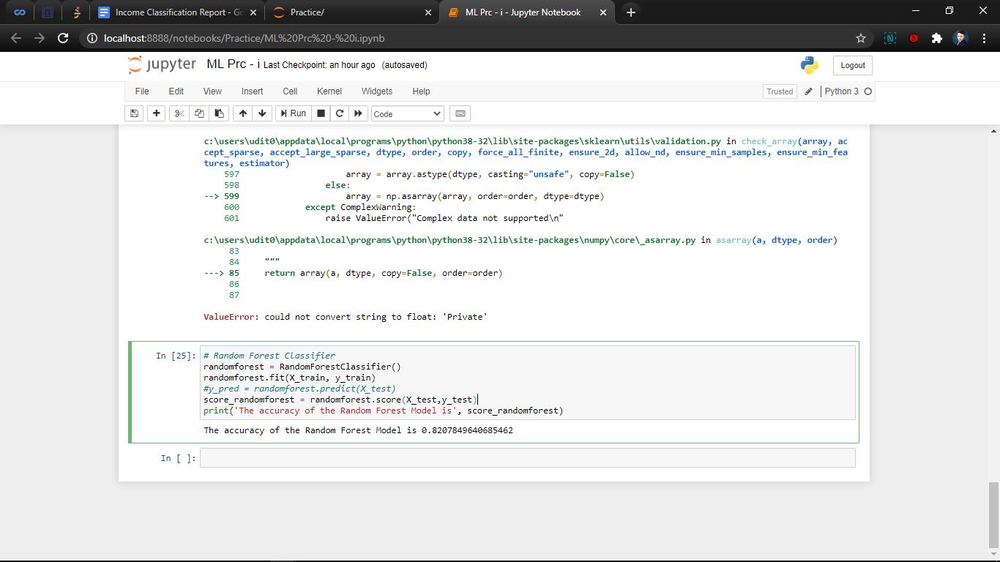 Income Classification Report - Go
Practice/
ML Prc - i - Jupyter Notebook
localhost:8888/notebooks/Practice/ML%20Prc%20-%20i.ipynb
jupyter ML Prc - i Last Checkpoint: an hour ago (autosaved)
Logout
File Edit View Insert Cell Kernel Widgets Help
Trusted Python 3
Run Code
c:\users\udit0\appdata\local\programs\python\python38-32\lib\site-packages\sklearn\utils\validation.py in check_array(array, ac
cept_sparse, accept_large_sparse, dtype, order, copy, force_all_finite, ensure_2d, allow_nd, ensure_min_samples, ensure_min_fea
tures, estimator)
597 array = array.astype(dtype, casting="unsafe", copy=False)
598 else:
--> 599 array = np.asarray(array, order=order, dtype=dtype)
600 except ComplexWarning:
601 raise ValueError("Complex data not supported\n"
c:\users\udit0\appdata\local\programs\python\python38-32\lib\site-packages\numpy\core\_asarray.py in asarray(a, dtype, order)
83
84 """
---> 85 return array(a, dtype, copy=False, order=order)
86
87
ValueError: could not convert string to float: 'Private'
In [25]: # Random Forest Classifier
randomforest = RandomForestClassifier()
randomforest.fit(X_train, y_train)
#y_pred = randomforest.predict(X_test)
score_randomforest = randomforest.score(X_test,y_test)
print('The accuracy of the Random Forest Model is', score_randomforest)
The accuracy of the Random Forest Model is 0.8207849640685462
In [ ]: